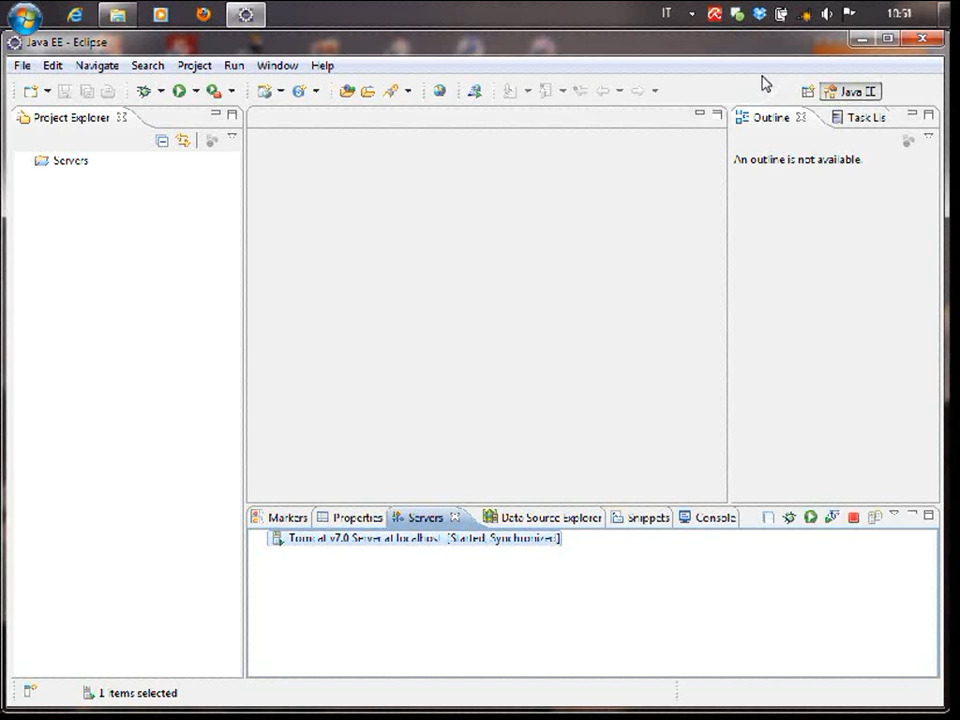 IT 10:51
Java EE - Eclipse
File Edit Navigate Search Project Run Window Help
Java EE
Project Explorer
Outline Task Lis
Servers
An outline is not available.
Markers Properties Servers Data Source Explorer Snippets Console
Tomcat v7.0 Server at localhost [Started, Synchronized]
1 items selected